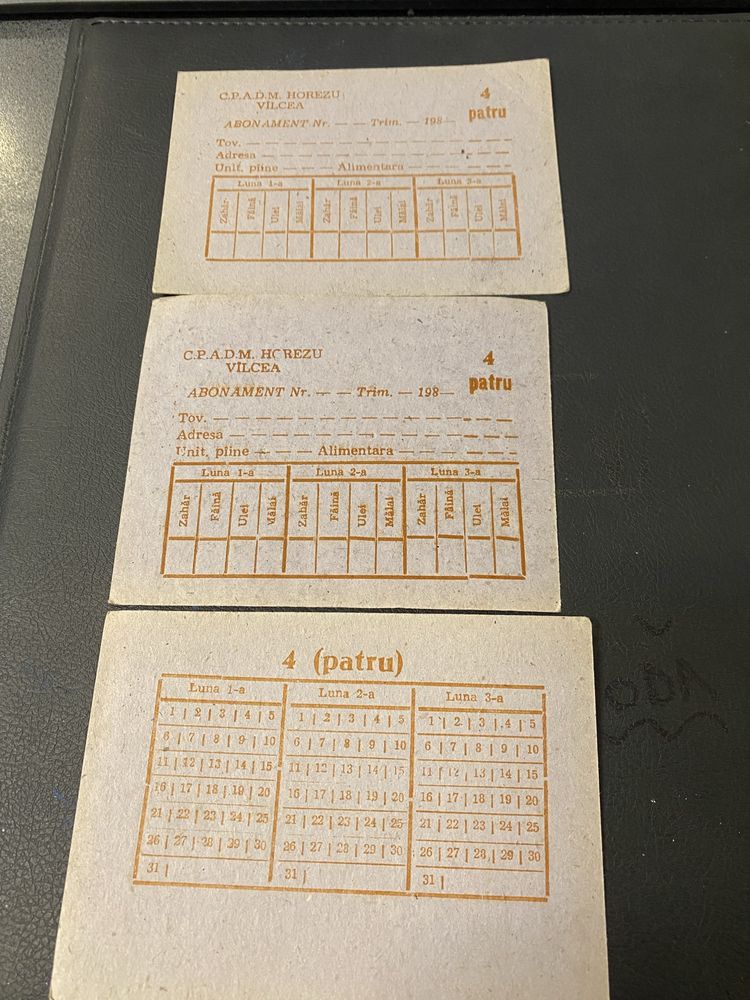 C.P.A.D.M. HOREZU
VÎLCEA
4
patru
ABONAMENT Nr. — — Trim. — 198—
Tov. — — — — — — — — — — — — — —
Adresa — — — — — — — — — — — — —
Unit. pîine — — — Alimentara — — — — — —
Luna 1-a Luna 2-a Luna 3-a
Zahăr Făină Ulei Mălai Zahăr Făină Ulei Mălai Zahăr Făină Ulei Mălai
C.P.A.D.M. HOREZU
VÎLCEA
4
patru
ABONAMENT Nr. — — Trim. — 198—
Tov. — — — — — — — — — — — — — —
Adresa — — — — — — — — — — — — —
Unit. pîine — — — Alimentara — — — — — —
Luna 1-a Luna 2-a Luna 3-a
Zahăr Făină Ulei Mălai Zahăr Făină Ulei Mălai Zahăr Făină Ulei Mălai
4 (patru)
Luna 1-a Luna 2-a Luna 3-a
1 | 2 | 3 | 4 | 5 1 | 2 | 3 | 4 | 5 1 | 2 | 3 | 4 | 5
6 | 7 | 8 | 9 | 10 6 | 7 | 8 | 9 | 10 6 | 7 | 8 | 9 | 10
11 | 12 | 13 | 14 | 15 11 | 12 | 13 | 14 | 15 11 | 12 | 13 | 14 | 15
16 | 17 | 18 | 19 | 20 16 | 17 | 18 | 19 | 20 16 | 17 | 18 | 19 | 20
21 | 22 | 23 | 24 | 25 21 | 22 | 23 | 24 | 25 21 | 22 | 23 | 24 | 25
26 | 27 | 28 | 29 | 30 26 | 27 | 28 | 29 | 30 26 | 27 | 28 | 29 | 30
31 | 31 | 31 |